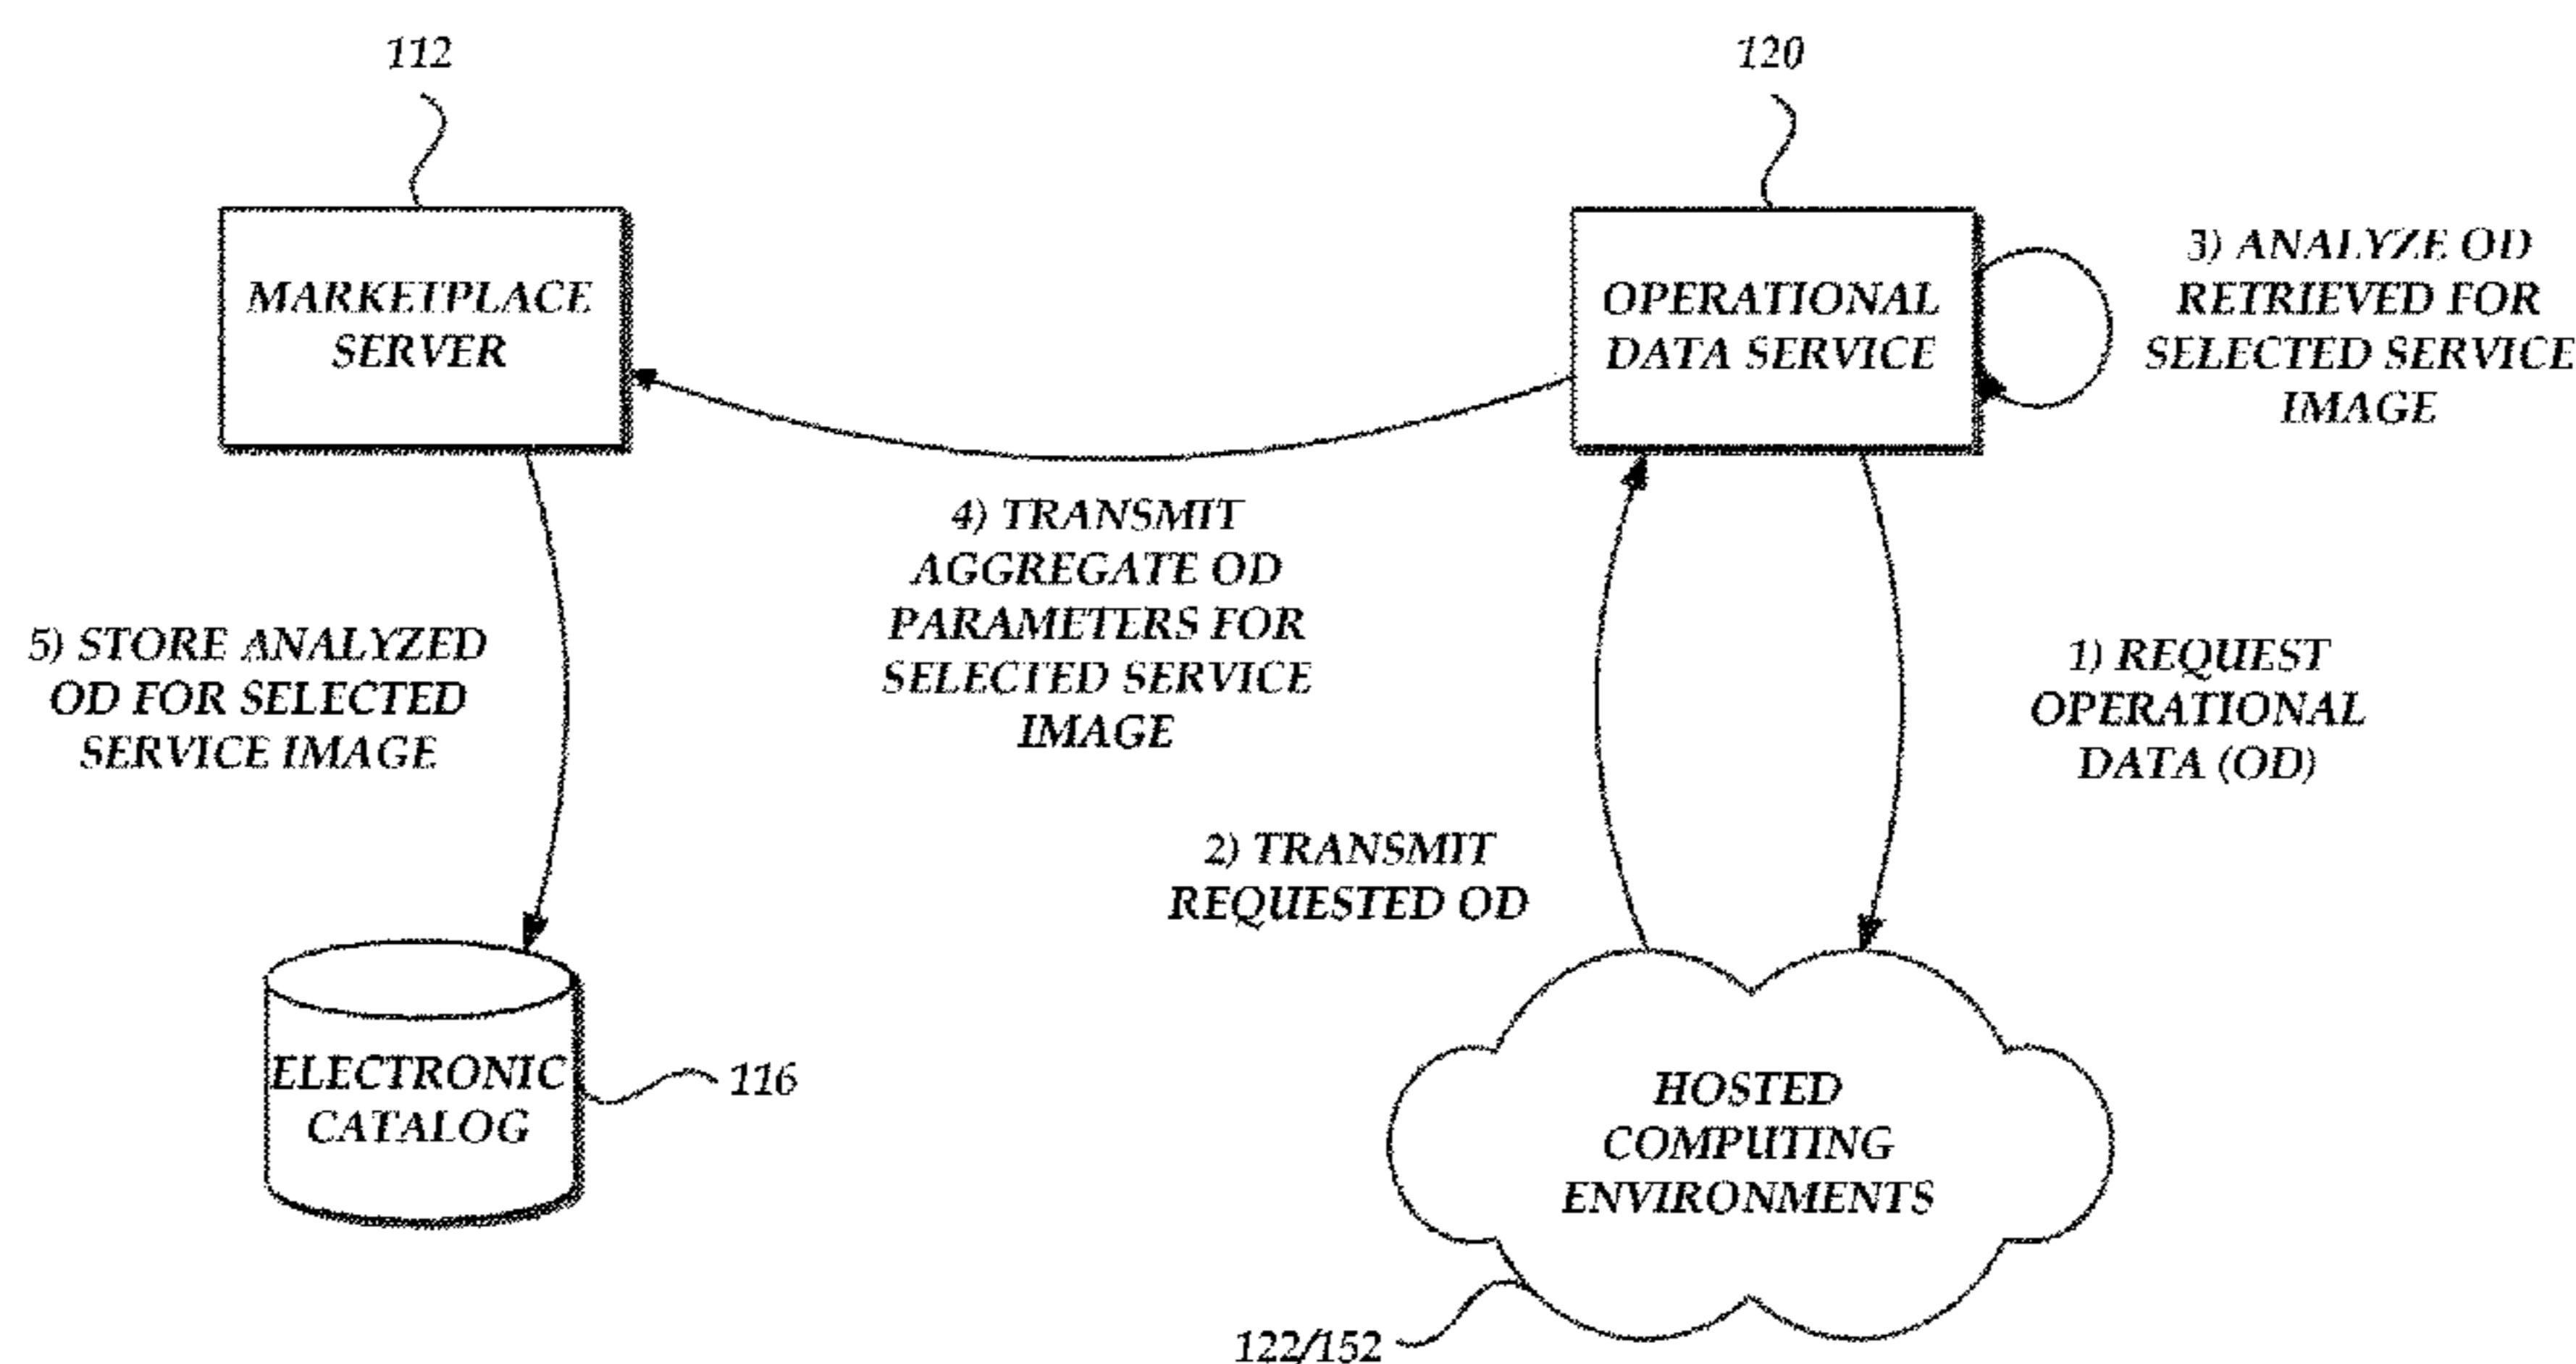 112
120
MARKETPLACE
SERVER
OPERATIONAL
DATA SERVICE
3) ANALYZE OD
RETRIEVED FOR
SELECTED SERVICE
IMAGE
4) TRANSMIT
AGGREGATE OD
PARAMETERS FOR
SELECTED SERVICE
IMAGE
5) STORE ANALYZED
OD FOR SELECTED
SERVICE IMAGE
1) REQUEST
OPERATIONAL
DATA (OD)
2) TRANSMIT
REQUESTED OD
ELECTRONIC
CATALOG
116
HOSTED
COMPUTING
ENVIRONMENTS
122/152